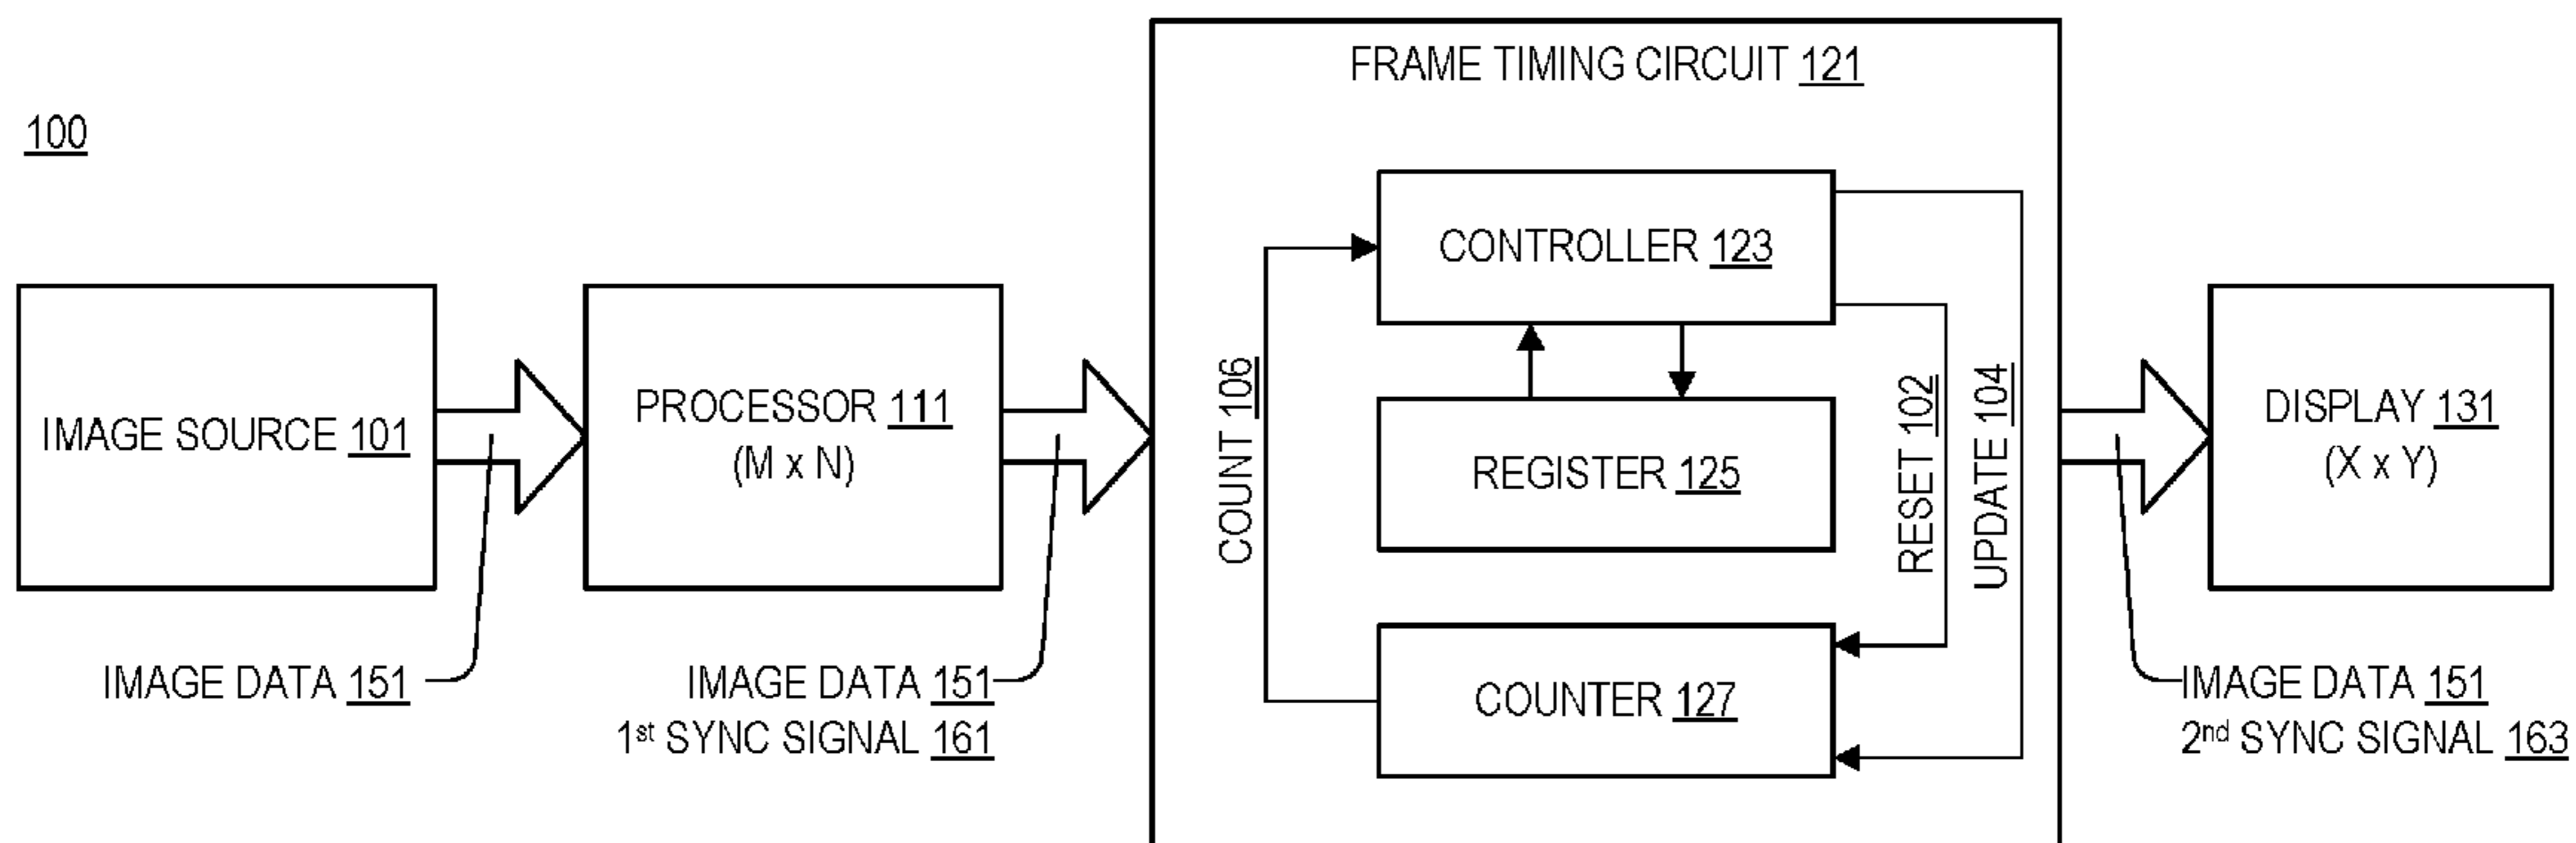 FRAME TIMING CIRCUIT 121
100
CONTROLLER 123
IMAGE SOURCE 101
PROCESSOR 111
(M x N)
COUNT 106
REGISTER 125
RESET 102
UPDATE 104
DISPLAY 131
(X x Y)
IMAGE DATA 151
IMAGE DATA 151
1st SYNC SIGNAL 161
COUNTER 127
IMAGE DATA 151
2nd SYNC SIGNAL 163